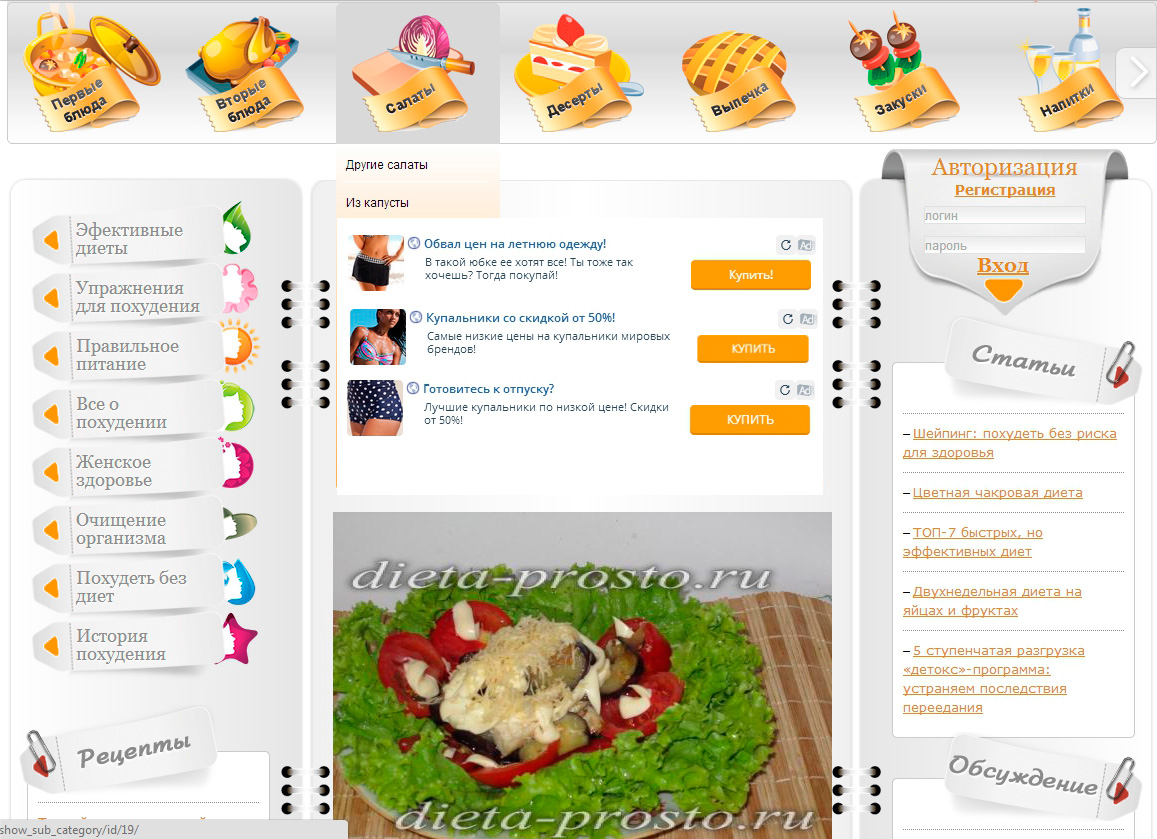 Первые
блюда
Вторые
блюда
Салаты
Десерты
Выпечка
Закуски
Напитки
Другие салаты
Из капусты
Эфективные
диеты
Упражнения
для похудения
Правильное
питание
Все о
похудении
Женское
здоровье
Очищение
организма
Похудеть без
диет
История
похудения
Рецепты
Обвал цен на летнюю одежду!
Ad
В такой юбке ее хотят все! Ты тоже так
хочешь? Тогда покупай!
Купить!
Купальники со скидкой от 50%!
Ad
Самые низкие цены на купальники мировых
брендов!
КУПИТЬ
Готовитесь к отпуску?
Ad
Лучшие купальники по низкой цене! Скидки
от 50%!
КУПИТЬ
dieta-prosto.ru
dieta-prosto.ru
Авторизация
Регистрация
логин
пароль
Вход
Статьи
– Шейпинг: похудеть без риска
для здоровья
– Цветная чакровая диета
– ТОП-7 быстрых, но
эффективных диет
– Двухнедельная диета на
яйцах и фруктах
– 5 ступенчатая разгрузка
«детокс»-программа:
устраняем последствия
переедания
Обсуждение
show_sub_category/id/19/